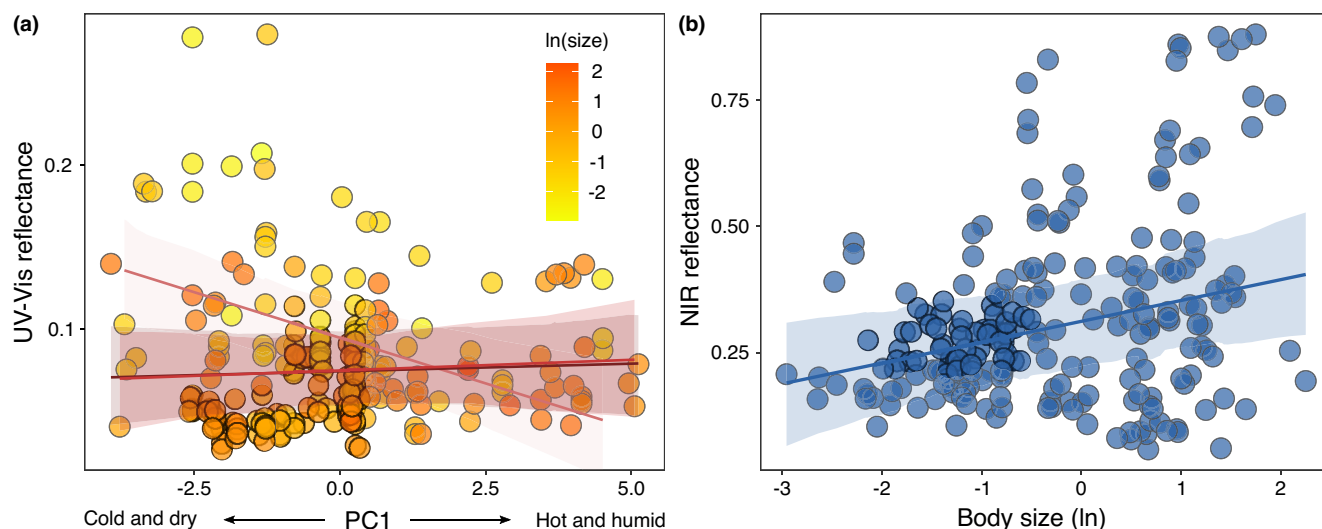 (a)
UV-Vis reflectance
0.2
0.1
ln(size)
2
1
0
-1
-2
-2.5
0.0
2.5
5.0
Cold and dry
PC1
Hot and humid
(b)
NIR reflectance
0.75
0.50
0.25
-3
-2
-1
0
1
2
Body size (ln)